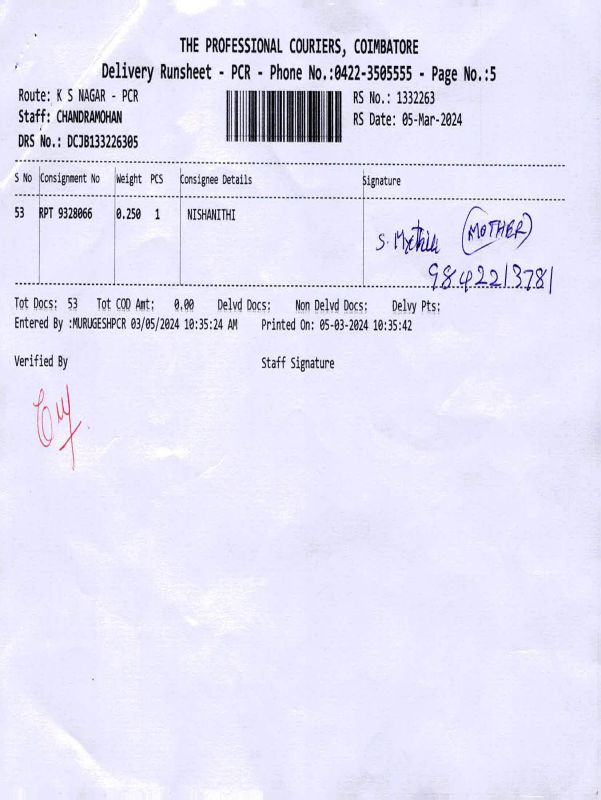 THE PROFESSIONAL COURIERS, COIMBATORE
Delivery Runsheet - PCR - Phone No.:0422-3505555 - Page No.:5
Route: K S NAGAR - PCR
Staff: CHANDRAMOHAN
DRS No.: DCJB133226305
RS No.: 1332263
RS Date: 05-Mar-2024
S No Consignment No Weight PCS Consignee Details Signature
53 RPT 9328066 0.250 1 NISHANITHI
S. (MOTHER)
9842213781
Tot Docs: 53 Tot COD Amt: 0.00 Delvd Docs: Non Delvd Docs: Delvy Pts:
Entered By :MURUGESHPCR 03/05/2024 10:35:24 AM Printed On: 05-03-2024 10:35:42
Verified By Staff Signature